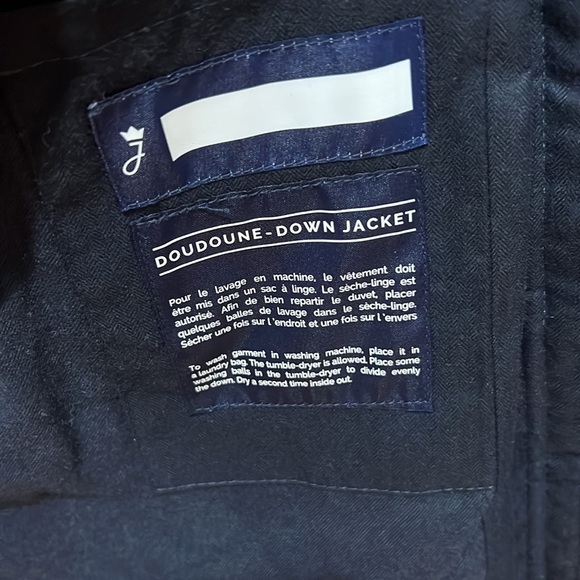 J
DOUDOUNE-DOWN JACKET
Pour le lavage en machine, le vêtement doit
être mis dans un sac à linge. Le sèche-linge est
autorisé. Afin de bien repartir le duvet, placer
quelques balles de lavage dans le sèche-linge.
Sécher une fois sur l'endroit et une fois sur l'envers
To wash garment in washing machine, place it in
a laundry bag. The tumble-dryer is allowed. Place some
washing balls in the tumble-dryer to divide evenly
the down. Dry a second time inside out.